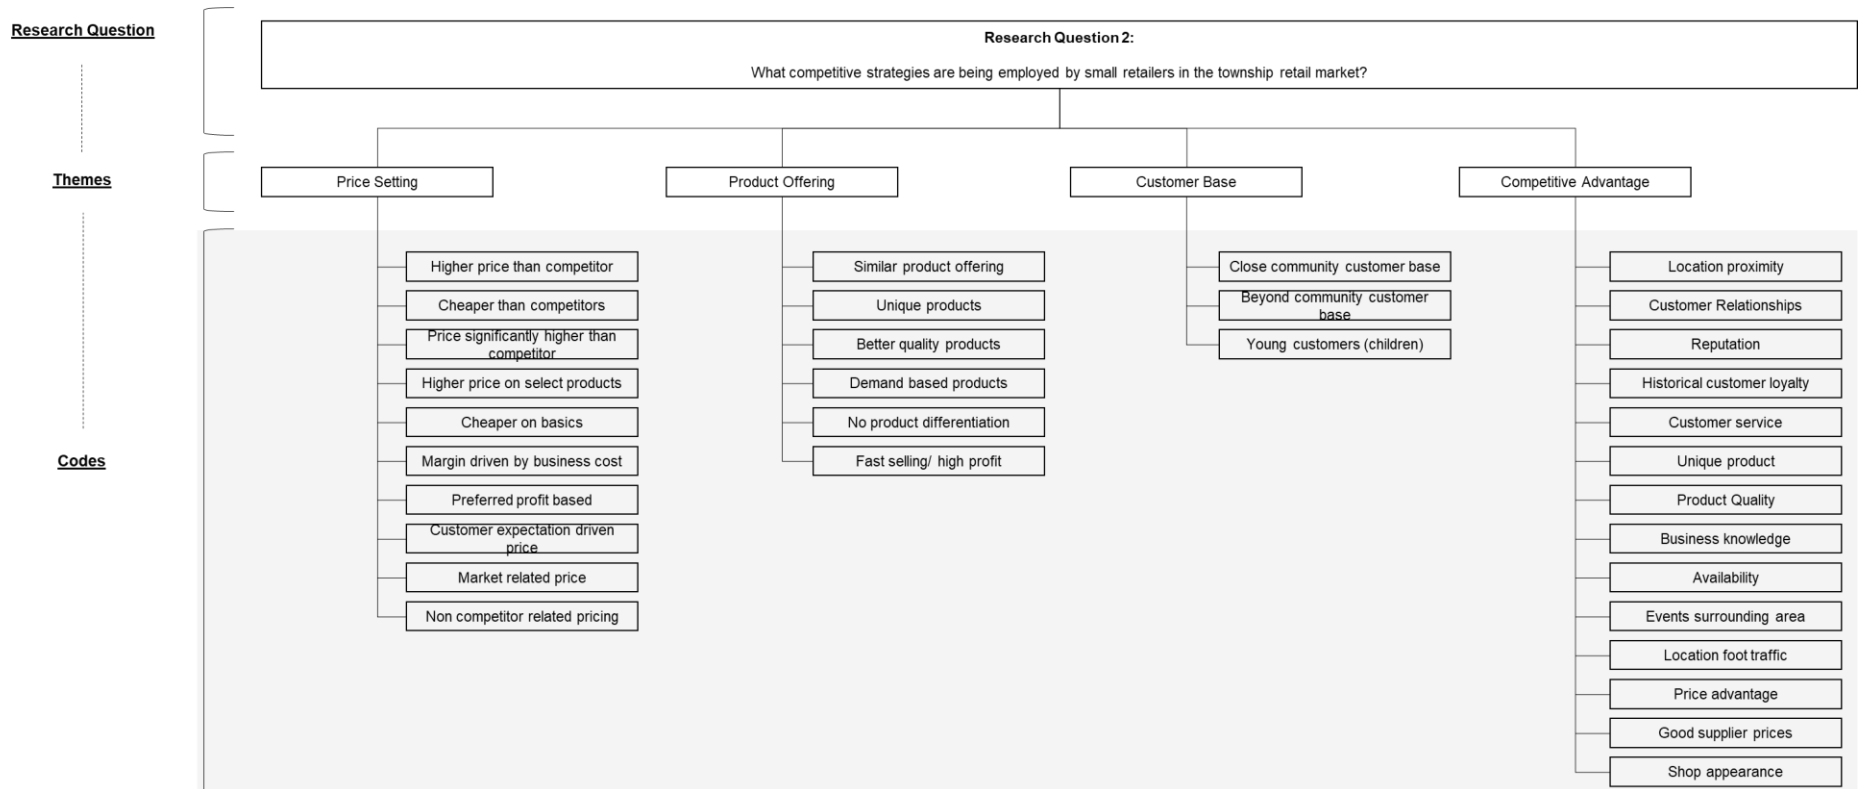 Research Question
Research Question 2:
What competitive strategies are being employed by small retailers in the township retail market?
Themes
Price Setting
Product Offering
Customer Base
Competitive Advantage
Codes
Higher price than competitor
Cheaper than competitors
Price significantly higher than
competitor
Higher price on select products
Cheaper on basics
Margin driven by business cost
Preferred profit based
Customer expectation driven
price
Market related price
Non competitor related pricing
Similar product offering
Unique products
Better quality products
Demand based products
No product differentiation
Fast selling/ high profit
Close community customer base
Beyond community customer
base
Young customers (children)
Location proximity
Customer Relationships
Reputation
Historical customer loyalty
Customer service
Unique product
Product Quality
Business knowledge
Availability
Events surrounding area
Location foot traffic
Price advantage
Good supplier prices
Shop appearance